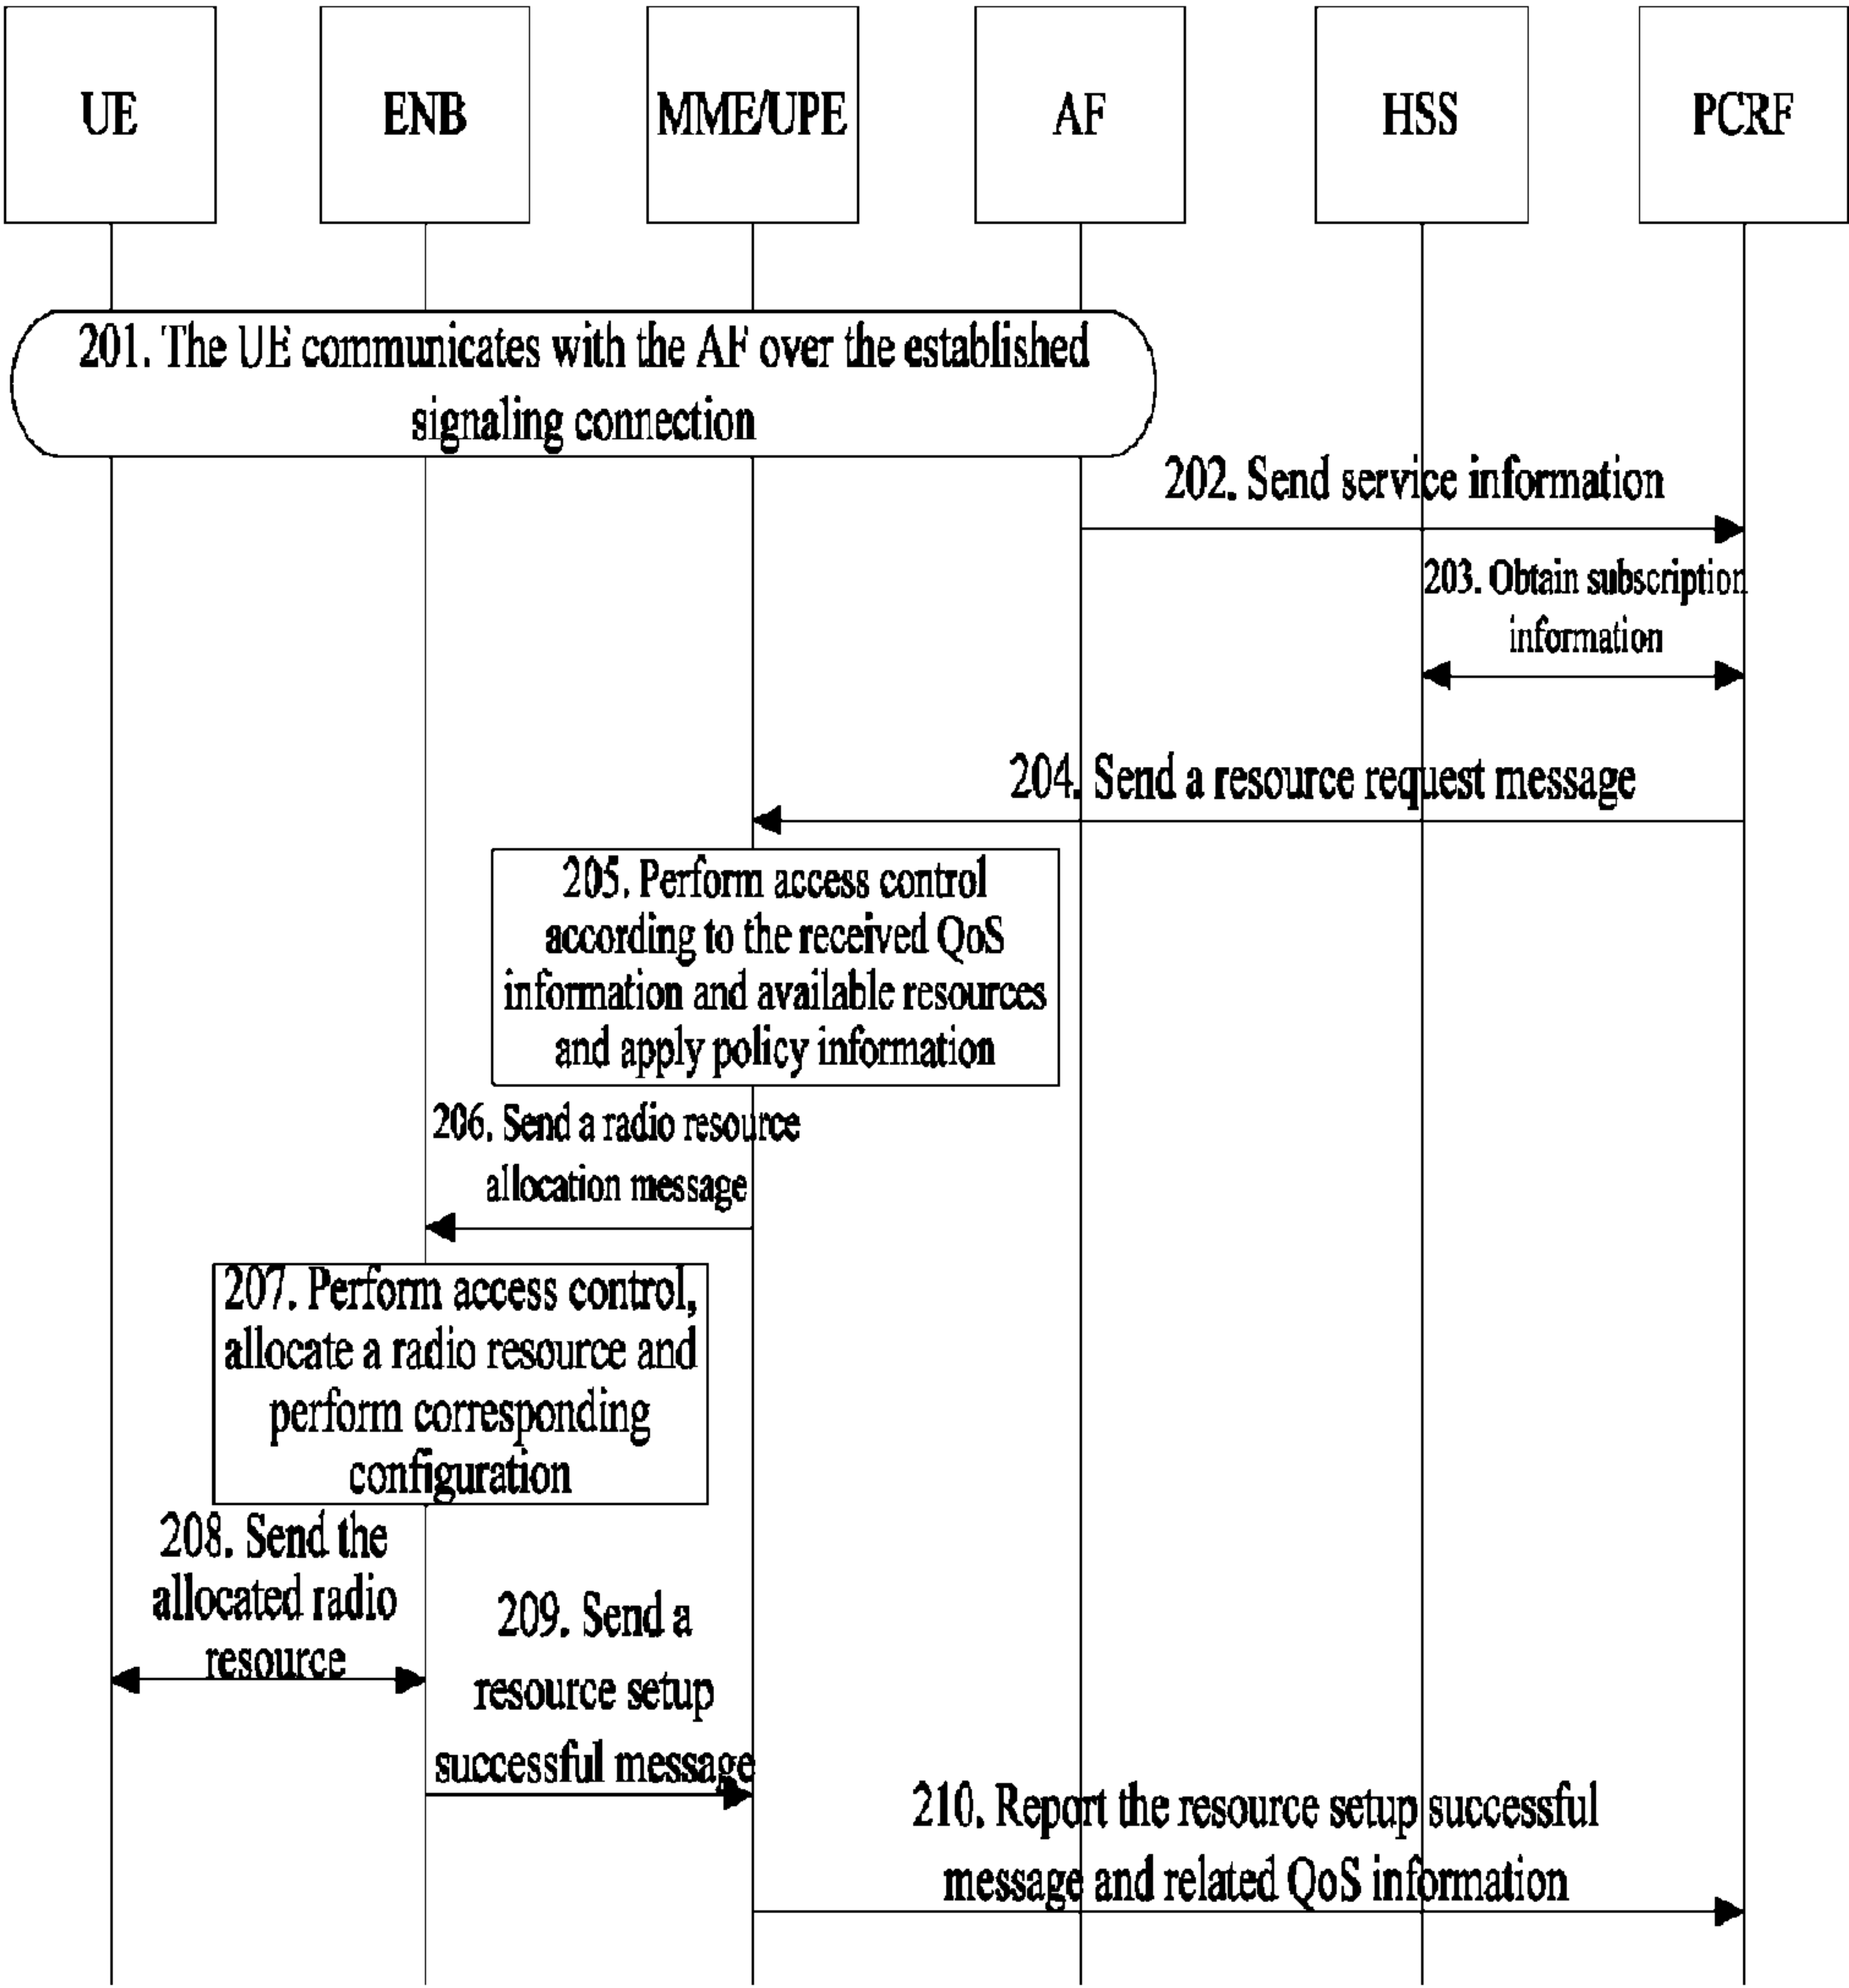 UE
ENB
MME/UPE
AF
HSS
PCRF
201. The UE communicates with the AF over the established
signaling connection
202. Send service information
203. Obtain subscription
information
204. Send a resource request message
205. Perform access control
according to the received QoS
information and available resources
and apply policy information
206. Send a radio resource
allocation message
207. Perform access control,
allocate a radio resource and
perform corresponding
configuration
208. Send the
allocated radio
resource
209. Send a
resource setup
successful message
210. Report the resource setup successful
message and related QoS information